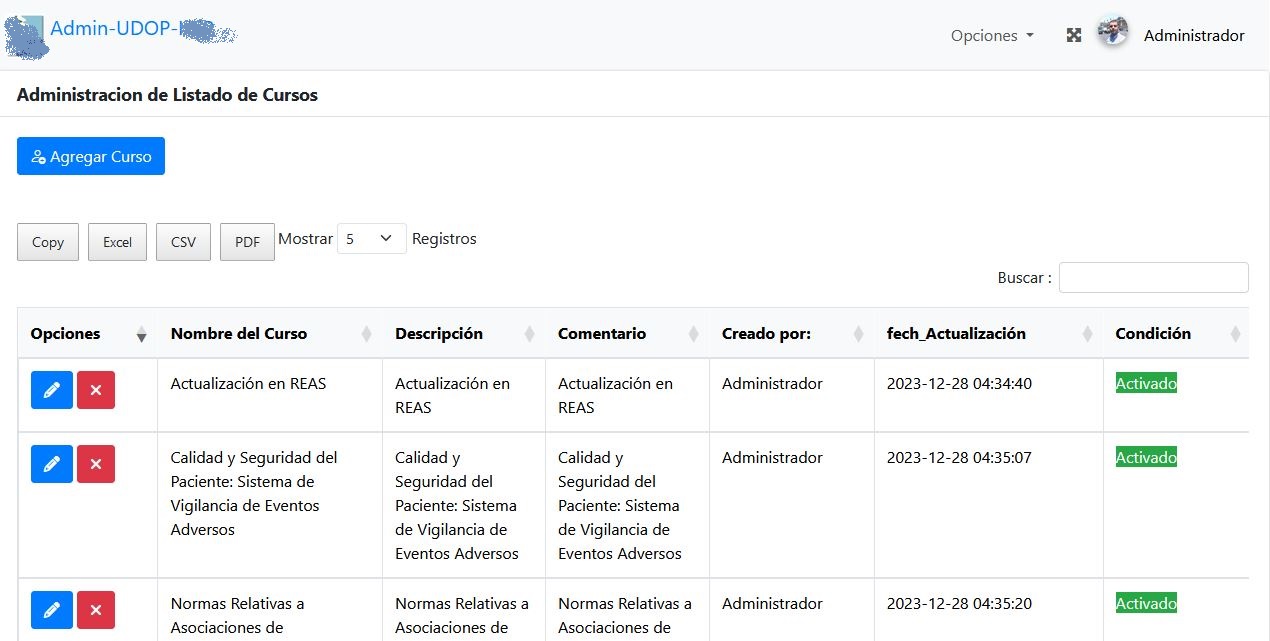 Admin-UDOP-
Opciones
Administrador
Administracion de Listado de Cursos
Agregar Curso
Copy Excel CSV PDF Mostrar 5 Registros
Buscar :
Opciones Nombre del Curso Descripción Comentario Creado por: fech_Actualización Condición
Actualización en REAS
Actualización en
REAS
Actualización en
REAS
Administrador
2023-12-28 04:34:40
Activado
Calidad y Seguridad del
Paciente: Sistema de
Vigilancia de Eventos
Adversos
Calidad y
Seguridad del
Paciente: Sistema
de Vigilancia de
Eventos Adversos
Calidad y
Seguridad del
Paciente: Sistema
de Vigilancia de
Eventos Adversos
Administrador
2023-12-28 04:35:07
Activado
Normas Relativas a
Asociaciones de
Normas Relativas a
Asociaciones de
Normas Relativas a
Asociaciones de
Administrador
2023-12-28 04:35:20
Activado